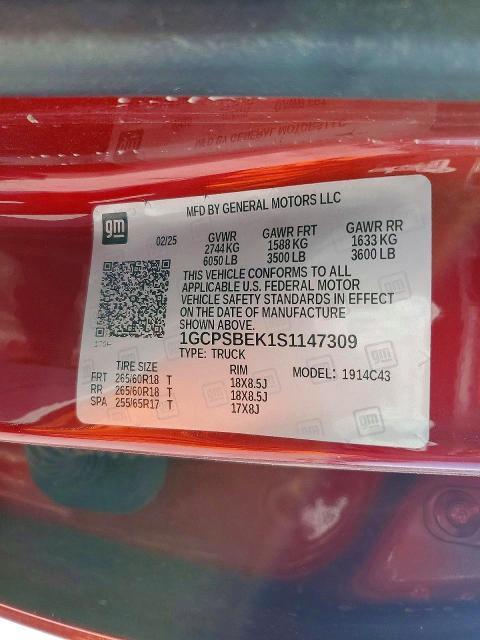 MFD BY GENERAL MOTORS LLC
gm
02/25
GVWR GAWR FRT GAWR RR
2744 KG 1588 KG 1633 KG
6050 LB 3500 LB 3600 LB
THIS VEHICLE CONFORMS TO ALL
APPLICABLE U.S. FEDERAL MOTOR
VEHICLE SAFETY STANDARDS IN EFFECT
ON THE DATE OF MANUFACTURE
SHOWN ABOVE.
1GCPSBEK1S1147309
TYPE: TRUCK
TIRE SIZE RIM MODEL: 1914C43
FRT 265/60R18 T 18X8.5J
RR 265/60R18 T 18X8.5J
SPA 255/65R17 T 17X8J